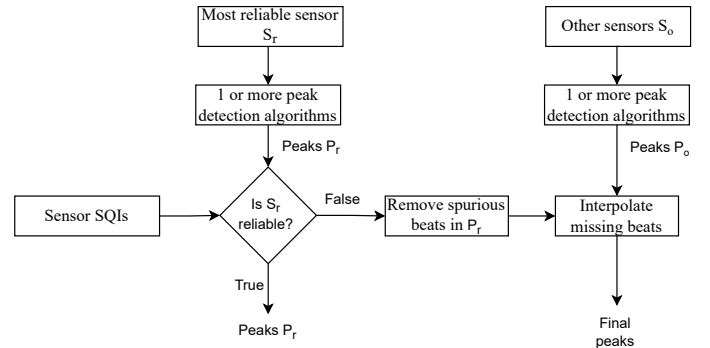 Most reliable sensor
Sᵣ
Other sensors Sₒ
1 or more peak
detection algorithms
1 or more peak
detection algorithms
Peaks Pᵣ
Peaks Pₒ
Sensor SQIs
Is Sᵣ
reliable?
False
Remove spurious
beats in Pᵣ
Interpolate
missing beats
True
Peaks Pᵣ
Final
peaks